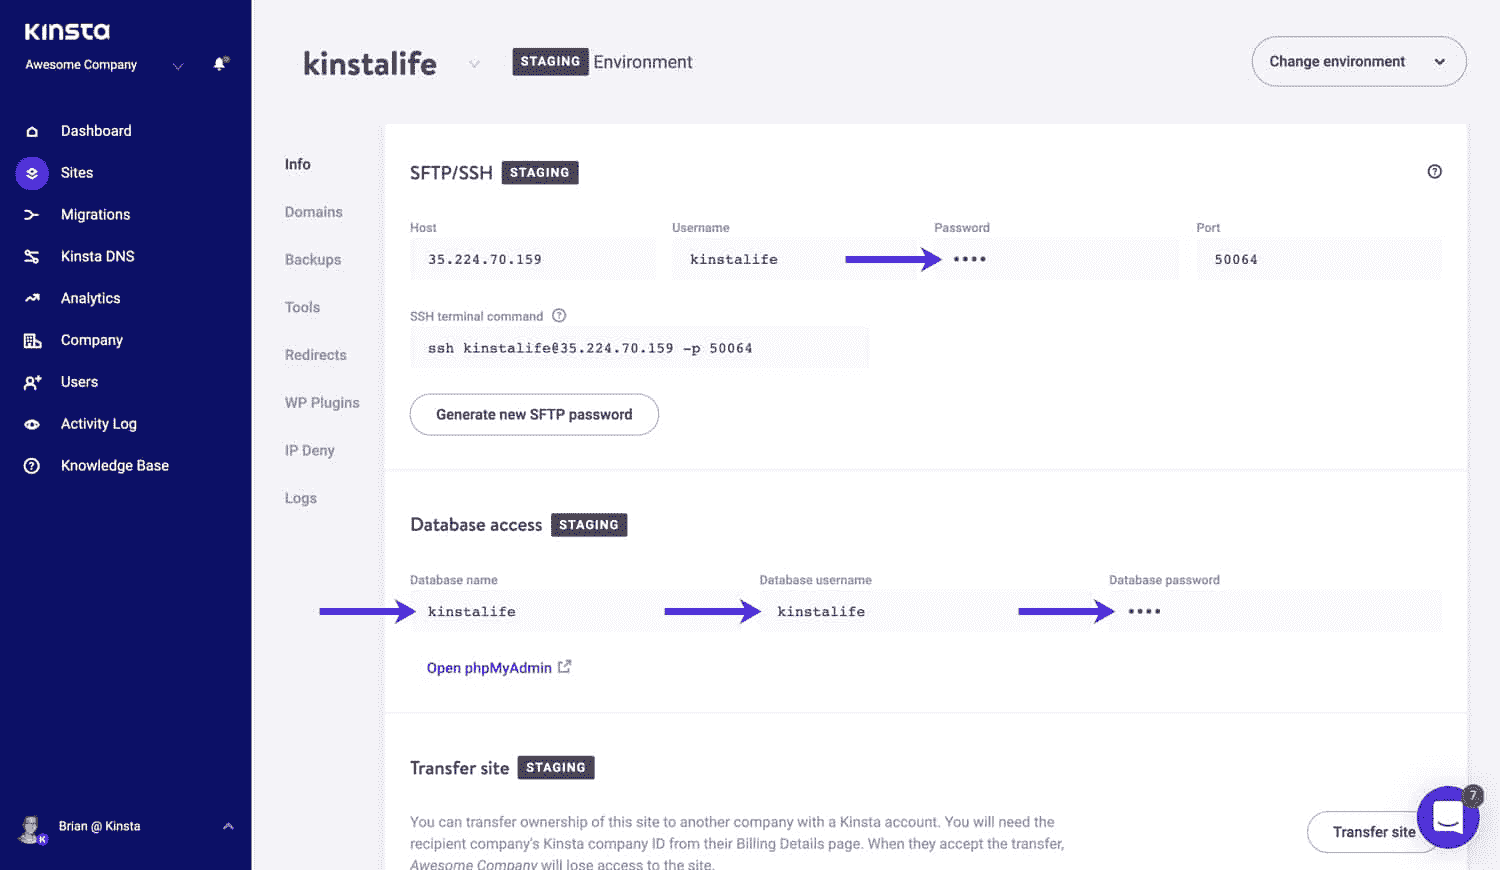 Kinsta
Awesome Company
Dashboard
Sites
Migrations
Kinsta DNS
Analytics
Company
Users
Activity Log
Knowledge Base
Brian @ Kinsta
K
kinstalife STAGING Environment
Change environment
Info
Domains
Backups
Tools
Redirects
WP Plugins
IP Deny
Logs
SFTP/SSH STAGING
Host Username Password Port
35.224.70.159 kinstalife •••• 50064
SSH terminal command
ssh kinstalife@35.224.70.159 -p 50064
Generate new SFTP password
Database access STAGING
Database name Database username Database password
kinstalife kinstalife ••••
Open phpMyAdmin
Transfer site STAGING
You can transfer ownership of this site to another company with a Kinsta account. You will need the
recipient company's Kinsta company ID from their Billing Details page. When they accept the transfer,
Awesome Company will lose access to the site.
Transfer site
7